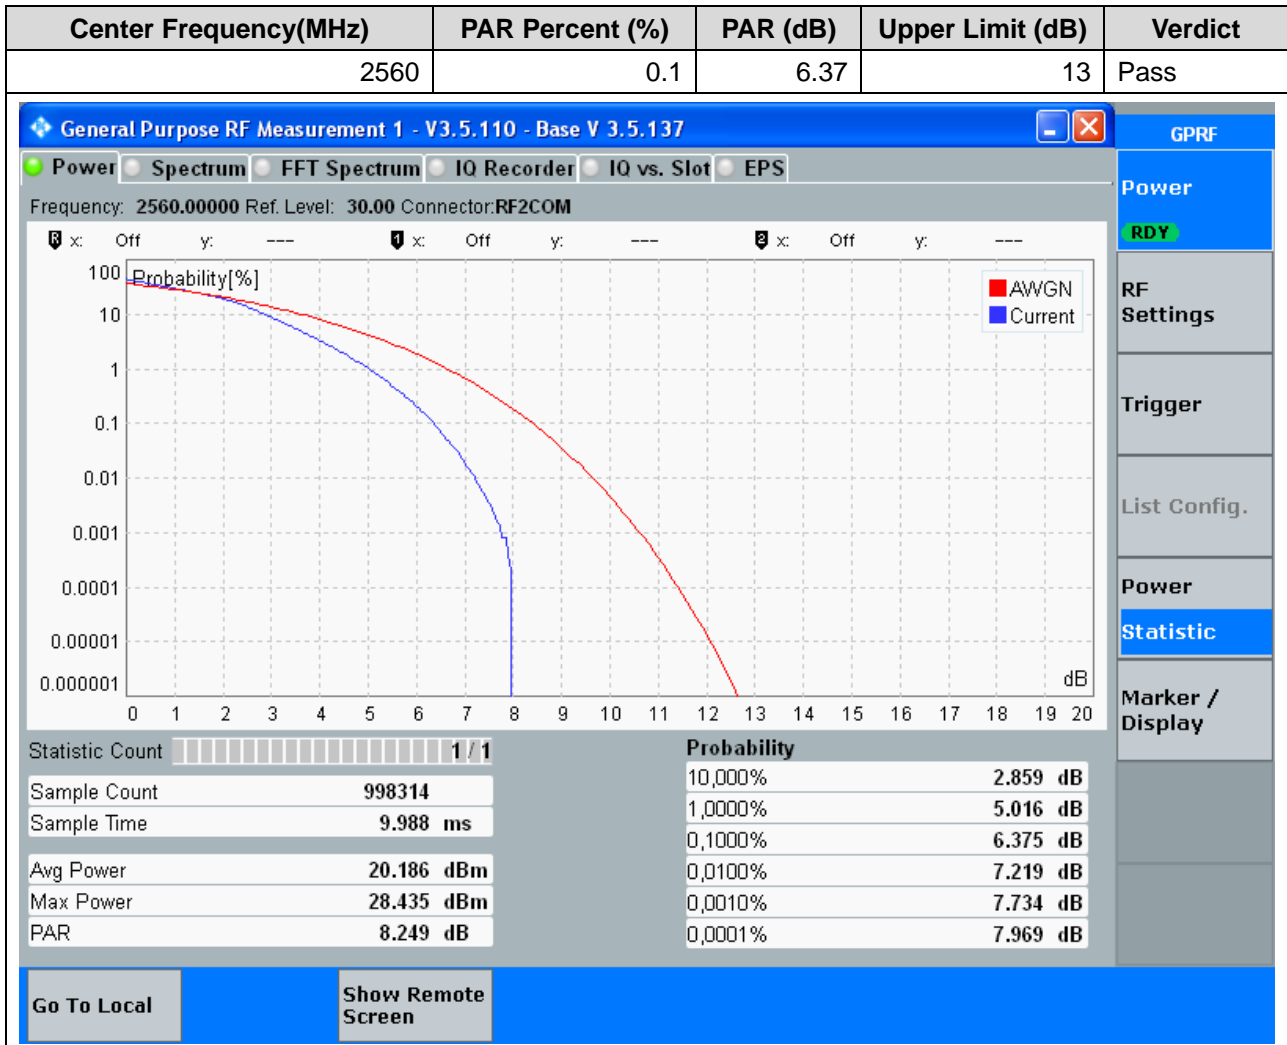 Center Frequency(MHz) PAR Percent (%) PAR (dB) Upper Limit (dB) Verdict
2560 0.1 6.37 13 Pass
General Purpose RF Measurement 1 - V3.5.110 - Base V 3.5.137
GPRF
Power Spectrum FFT Spectrum IQ Recorder IQ vs. Slot EPS
Power
RDY
Frequency: 2560.00000 Ref. Level: 30.00 Connector:RF2COM
R x: Off y: --- 1 x: Off y: --- 2 x: Off y: ---
Probability[%]
AWGN
Current
100
10
1
0.1
0.01
0.001
0.0001
0.00001
0.000001
dB
0 1 2 3 4 5 6 7 8 9 10 11 12 13 14 15 16 17 18 19 20
RF
Settings
Trigger
List Config.
Power
Statistic
Marker /
Display
Statistic Count 1 / 1
Sample Count 998314
Sample Time 9.988 ms
Avg Power 20.186 dBm
Max Power 28.435 dBm
PAR 8.249 dB
Probability
10,000% 2.859 dB
1,0000% 5.016 dB
0,1000% 6.375 dB
0,0100% 7.219 dB
0,0010% 7.734 dB
0,0001% 7.969 dB
Go To Local
Show Remote
Screen